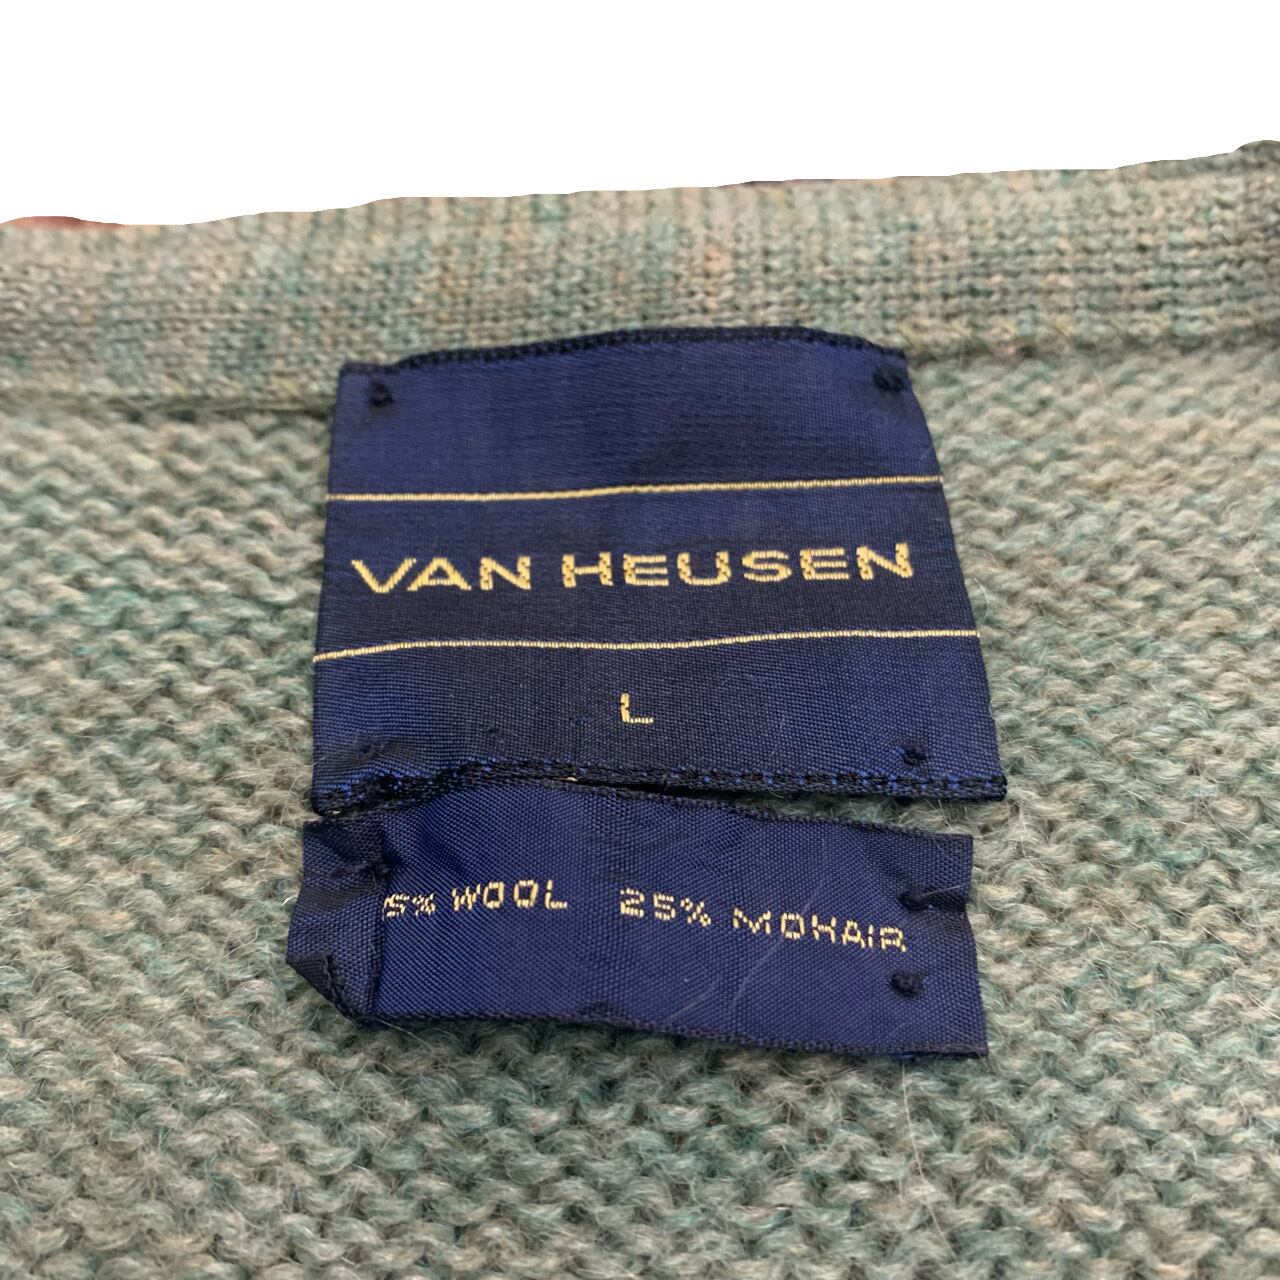 VAN HEUSEN
L
5% WOOL 25% MOHAIR